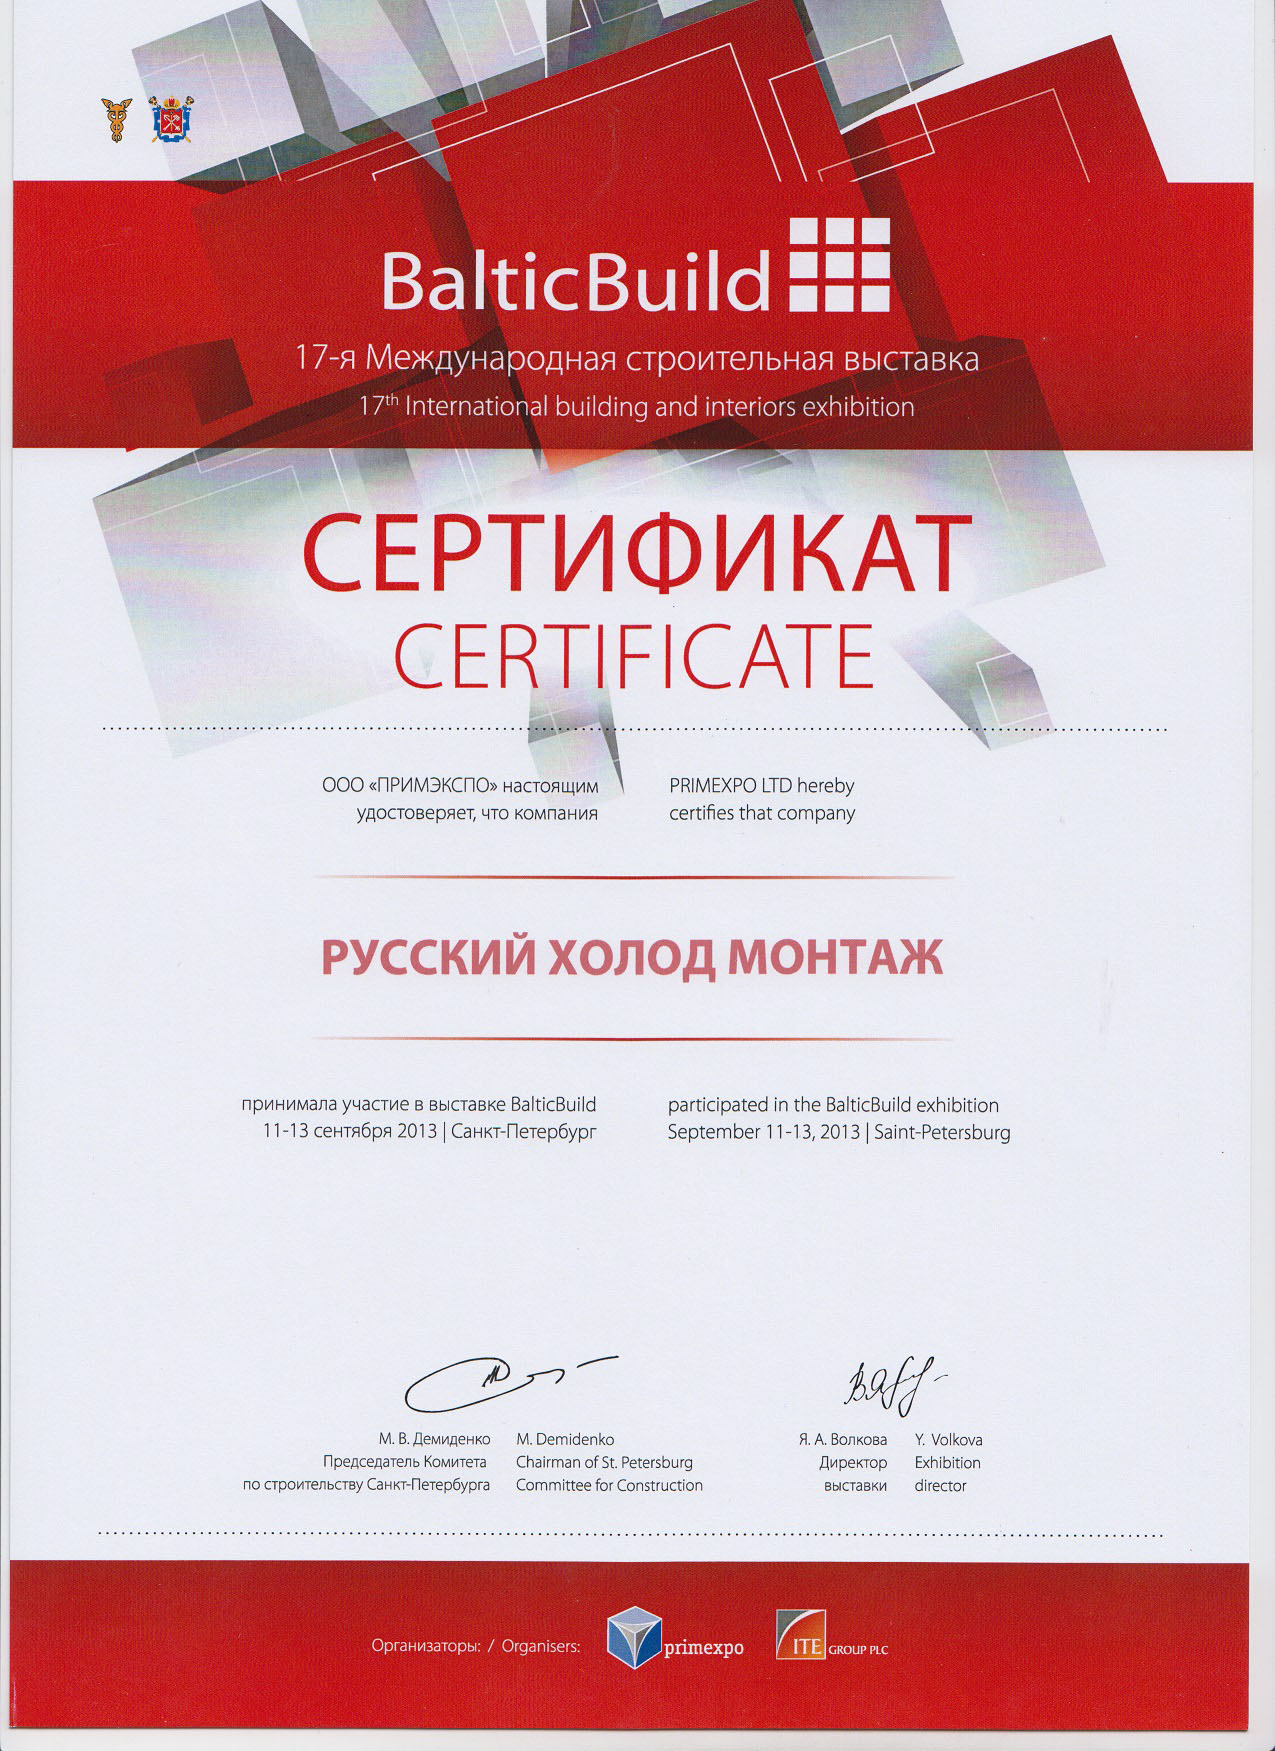 BalticBuild
17-я Международная строительная выставка
17th International building and interiors exhibition
СЕРТИФИКАТ
CERTIFICATE
ООО «ПРИМЭКСПО» настоящим
удостоверяет, что компания
PRIMEXPO LTD hereby
certifies that company
РУССКИЙ ХОЛОД МОНТАЖ
принимала участие в выставке BalticBuild
11-13 сентября 2013 | Санкт-Петербург
participated in the BalticBuild exhibition
September 11-13, 2013 | Saint-Petersburg
М. В. Демиденко
Председатель Комитета
по строительству Санкт-Петербурга
M. Demidenko
Chairman of St. Petersburg
Committee for Construction
Я. А. Волкова
Директор
выставки
Y. Volkova
Exhibition
director
Организаторы: / Organisers:
primexpo
ITE GROUP PLC